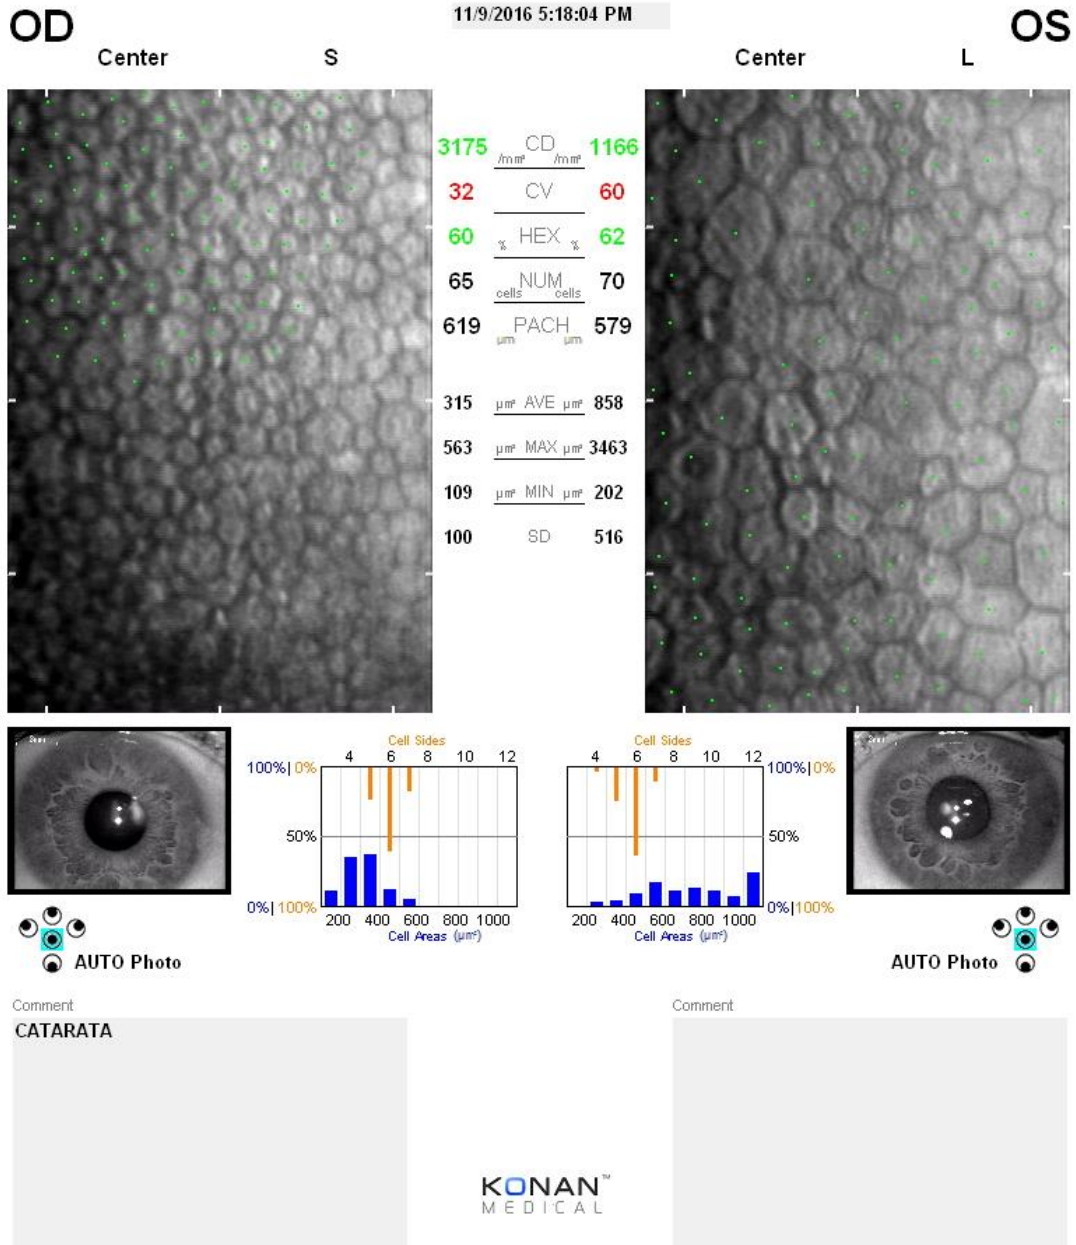 11/9/2016 5:18:04 PM
OD
OS
Center S
Center L
3175 /mm² CD /mm² 1166
32 CV 60
60 % HEX % 62
65 cells NUM cells 70
619 µm PACH µm 579
315 µm² AVE µm² 858
563 µm² MAX µm² 3463
109 µm² MIN µm² 202
100 SD 516
Cell Sides
4 6 8 10 12
100%|0%
50%
0%|100%
200 400 600 800 1000
Cell Areas (µm²)
Cell Sides
4 6 8 10 12
100%|0%
50%
0%|100%
200 400 600 800 1000
Cell Areas (µm²)
AUTO Photo
AUTO Photo
Comment
CATARATA
Comment
KONAN™
MEDICAL